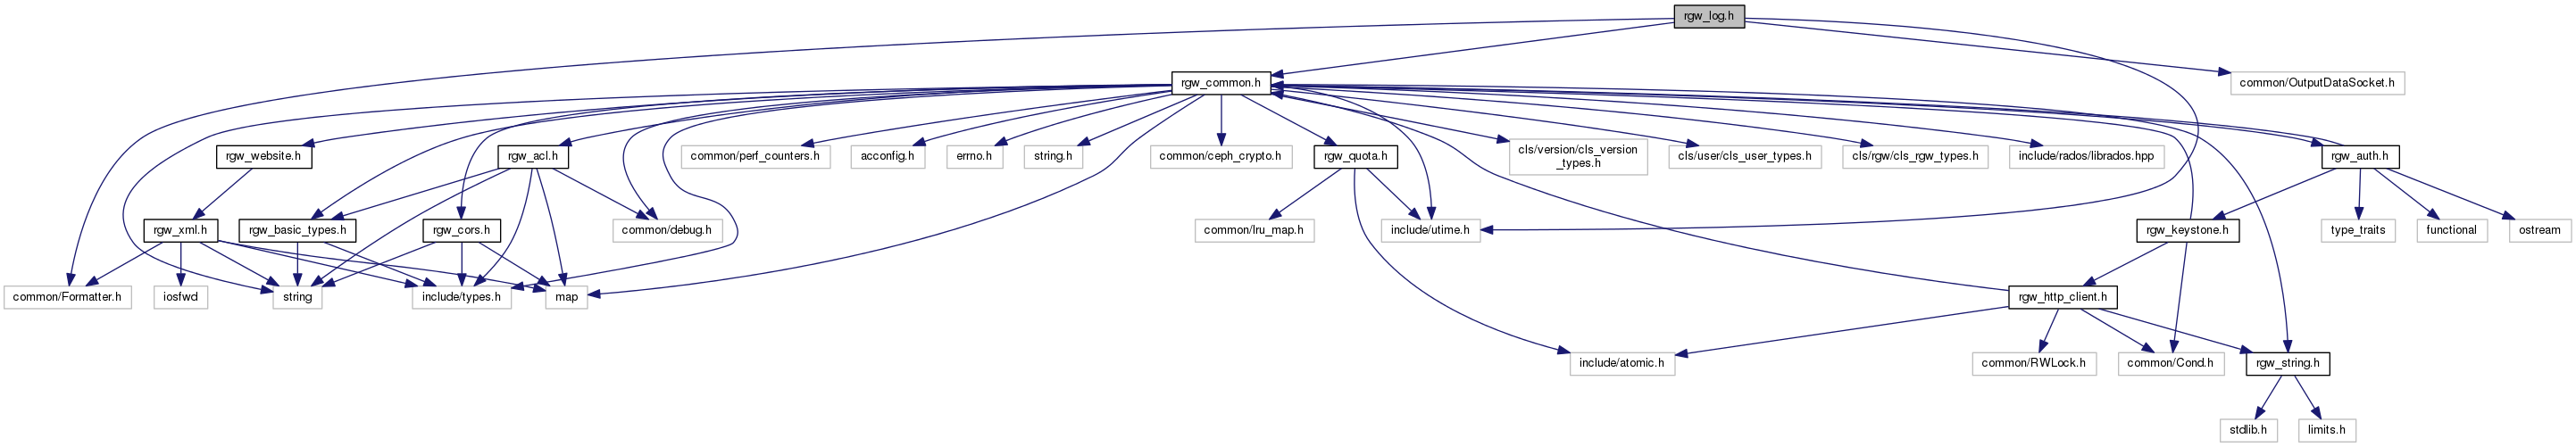 rgw_log.h
rgw_common.h
common/OutputDataSocket.h
rgw_website.h
rgw_acl.h
common/perf_counters.h
acconfig.h
errno.h
string.h
common/ceph_crypto.h
rgw_quota.h
cls/version/cls_version
_types.h
cls/user/cls_user_types.h
cls/rgw/cls_rgw_types.h
include/rados/librados.hpp
rgw_auth.h
rgw_xml.h
rgw_basic_types.h
rgw_cors.h
common/debug.h
common/lru_map.h
include/utime.h
rgw_keystone.h
type_traits
functional
ostream
common/Formatter.h
iosfwd
string
include/types.h
map
rgw_http_client.h
include/atomic.h
common/RWLock.h
common/Cond.h
rgw_string.h
stdlib.h
limits.h